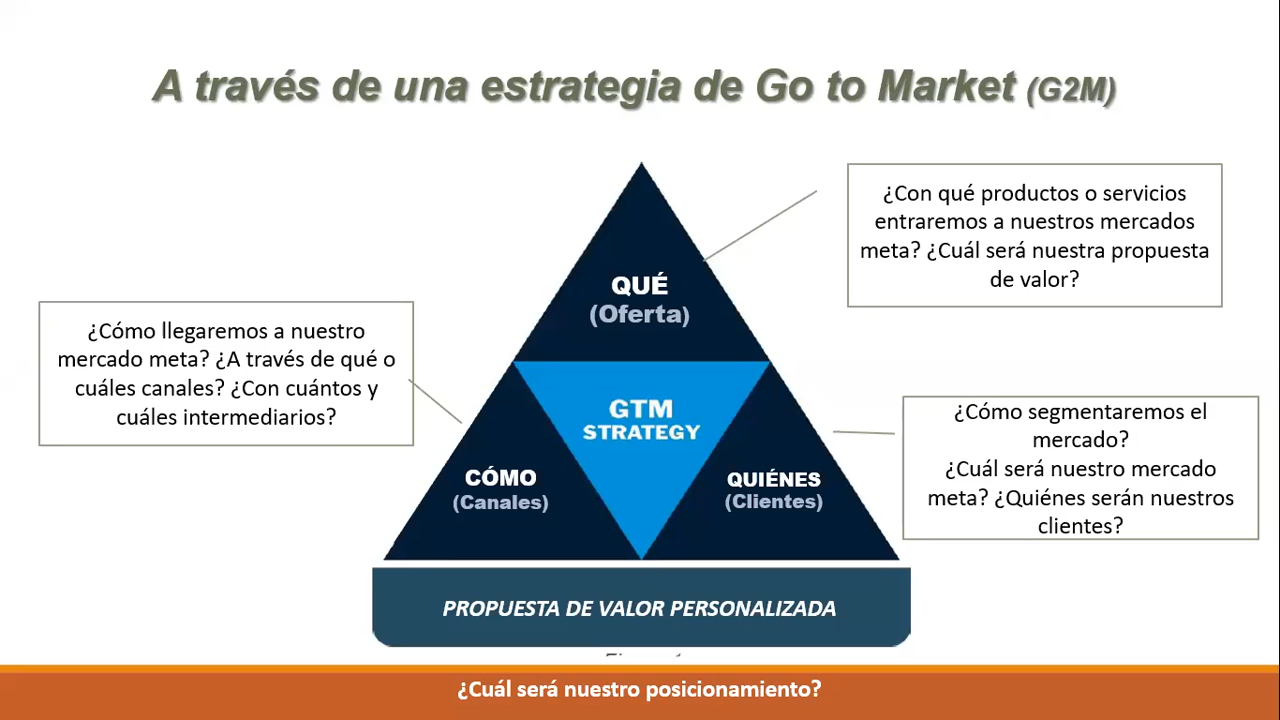 A través de una estrategia de Go to Market (G2M)
¿Con qué productos o servicios
entraremos a nuestros mercados
meta? ¿Cuál será nuestra propuesta
de valor?
QUÉ
(Oferta)
¿Cómo llegaremos a nuestro
mercado meta? ¿A través de qué o
cuáles canales? ¿Con cuántos y
cuáles intermediarios?
GTM
STRATEGY
¿Cómo segmentaremos el
mercado?
¿Cuál será nuestro mercado
meta? ¿Quiénes serán nuestros
clientes?
CÓMO
(Canales)
QUIÉNES
(Clientes)
PROPUESTA DE VALOR PERSONALIZADA
¿Cuál será nuestro posicionamiento?